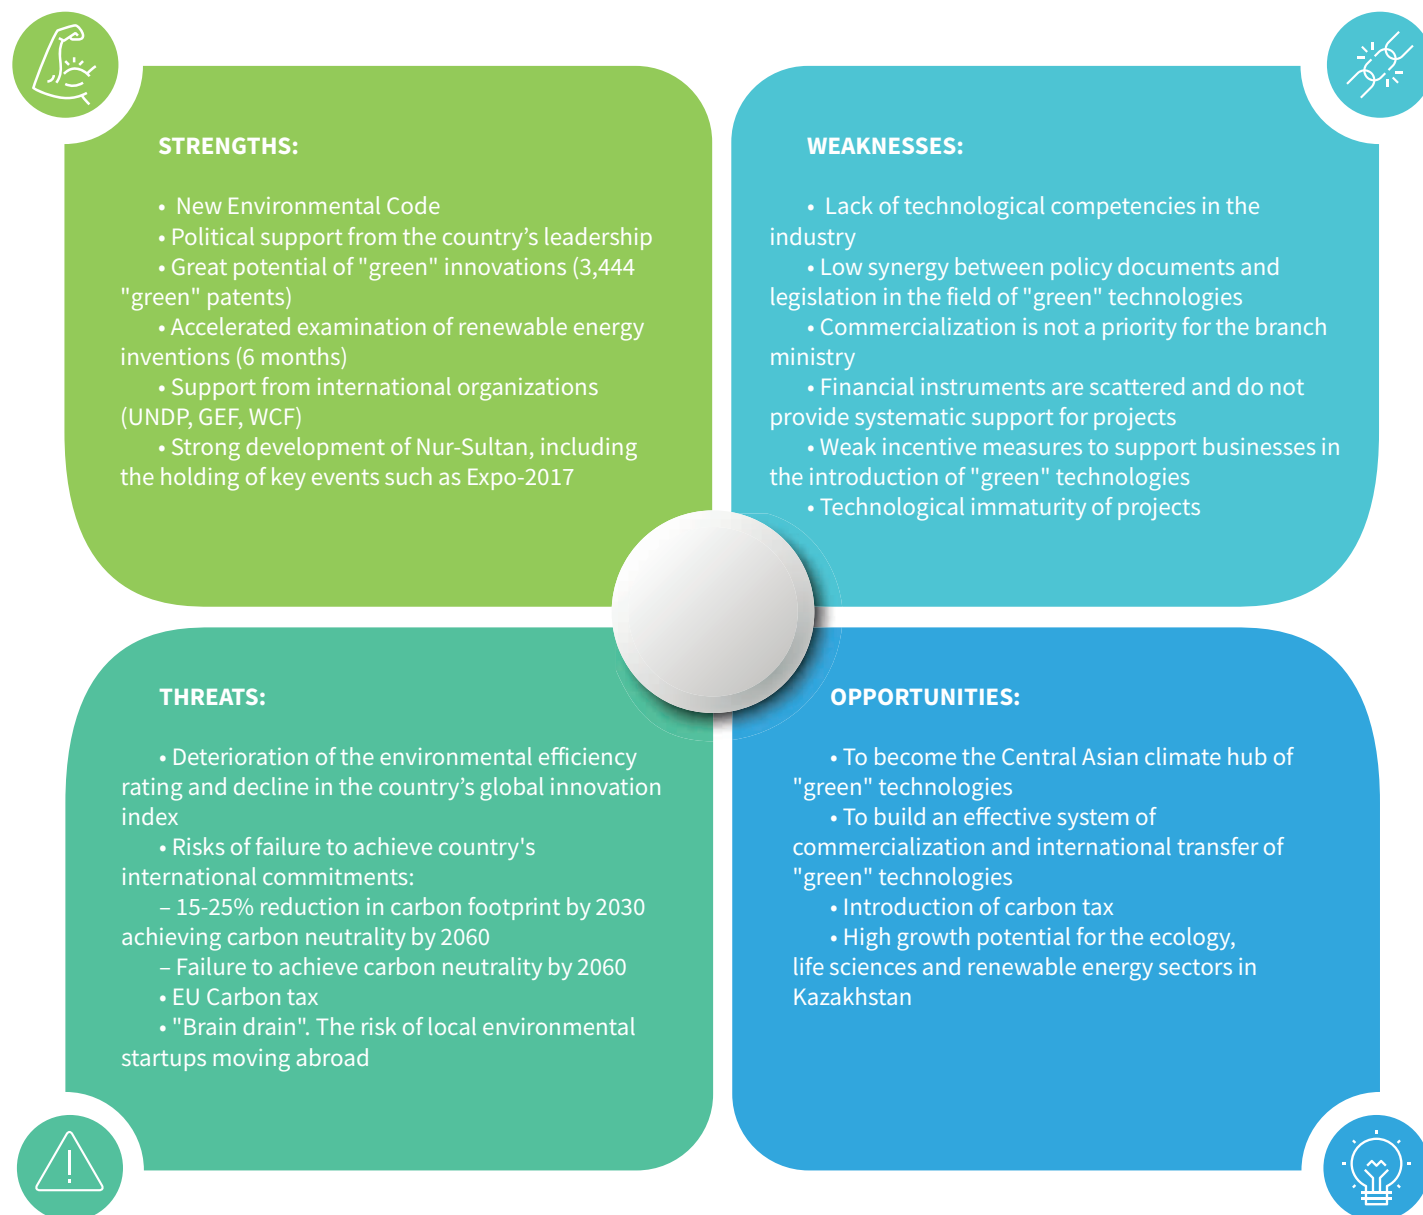 STRENGTHS:
•  New Environmental Code
• Political support from the country’s leadership
• Great potential of "green" innovations (3,444
"green" patents)
• Accelerated examination of renewable energy
inventions (6 months)
• Support from international organizations
(UNDP, GEF, WCF)
• Strong development of Nur-Sultan, including
the holding of key events such as Expo-2017
WEAKNESSES:
•  Lack of technological competencies in the
industry
• Low synergy between policy documents and
legislation in the field of "green" technologies
• Commercialization is not a priority for the branch
ministry
• Financial instruments are scattered and do not
provide systematic support for projects
• Weak incentive measures to support businesses in
the introduction of "green" technologies
• Technological immaturity of projects
THREATS:
• Deterioration of the environmental efficiency
rating and decline in the country’s global innovation
index
• Risks of failure to achieve country's
international commitments:
– 15-25% reduction in carbon footprint by 2030
achieving carbon neutrality by 2060
– Failure to achieve carbon neutrality by 2060
• EU Carbon tax
• "Brain drain". The risk of local environmental
startups moving abroad
OPPORTUNITIES:
• To become the Central Asian climate hub of
"green" technologies
• To build an effective system of
commercialization and international transfer of
"green" technologies
• Introduction of carbon tax
• High growth potential for the ecology,
life sciences and renewable energy sectors in
Kazakhstan